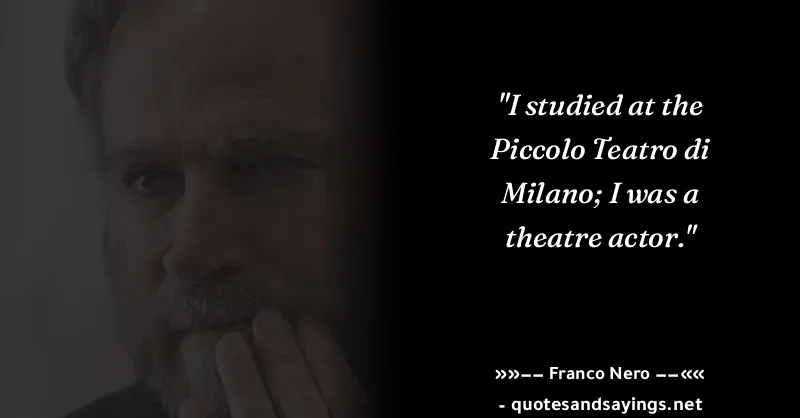 "I studied at the
Piccolo Teatro di
Milano; I was a
theatre actor."
»»−− Franco Nero −−««
- quotesandsayings.net